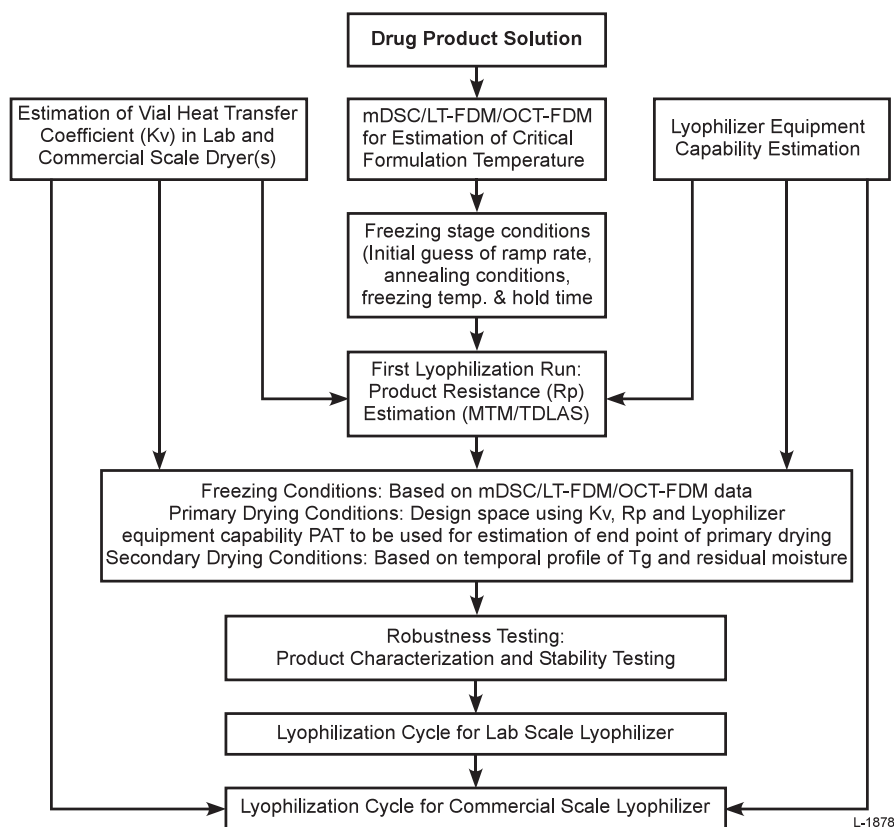 Drug Product Solution
Estimation of Vial Heat Transfer
Coefficient (Kv) in Lab and
Commercial Scale Dryer(s)
mDSC/LT-FDM/OCT-FDM
for Estimation of Critical
Formulation Temperature
Lyophilizer Equipment
Capability Estimation
Freezing stage conditions
(Initial guess of ramp rate,
annealing conditions,
freezing temp. & hold time
First Lyophilization Run:
Product Resistance (Rp)
Estimation (MTM/TDLAS)
Freezing Conditions: Based on mDSC/LT-FDM/OCT-FDM data
Primary Drying Conditions: Design space using Kv, Rp and Lyophilizer
equipment capability PAT to be used for estimation of end point of primary drying
Secondary Drying Conditions: Based on temporal profile of Tg and residual moisture
Robustness Testing:
Product Characterization and Stability Testing
Lyophilization Cycle for Lab Scale Lyophilizer
Lyophilization Cycle for Commercial Scale Lyophilizer
L-1878